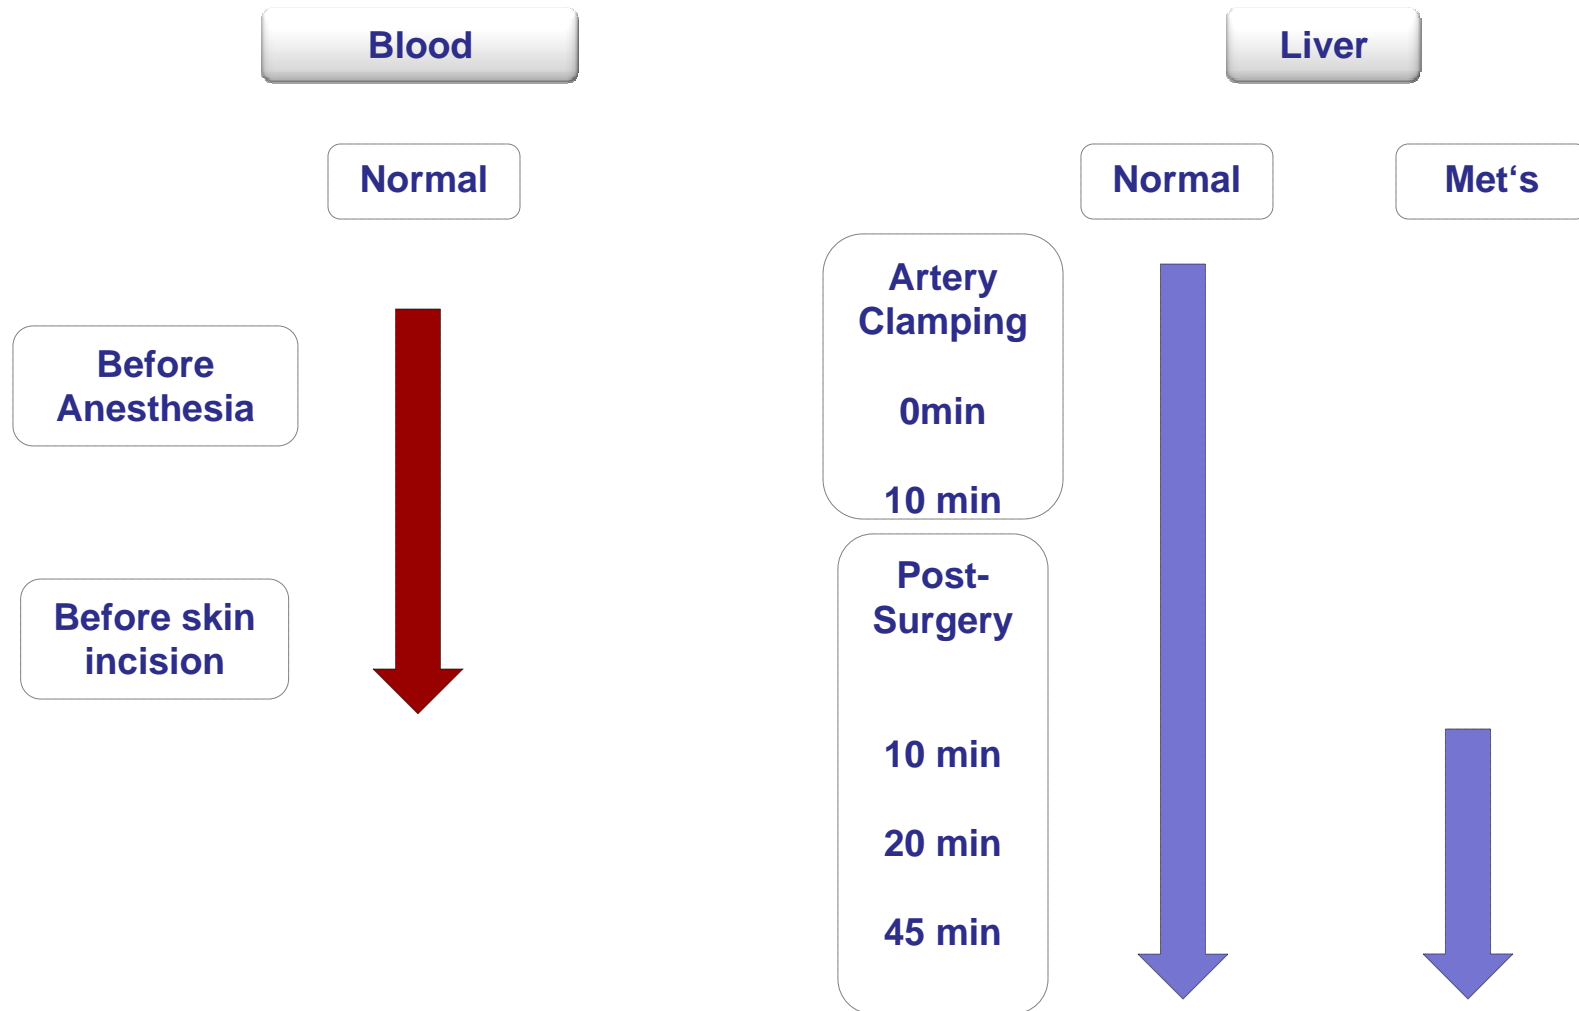 Blood
Liver
Normal
Normal
Met‘s
Before
Anesthesia
Before skin
incision
Artery
Clamping
0min
10 min
Post-
Surgery
10 min
20 min
45 min